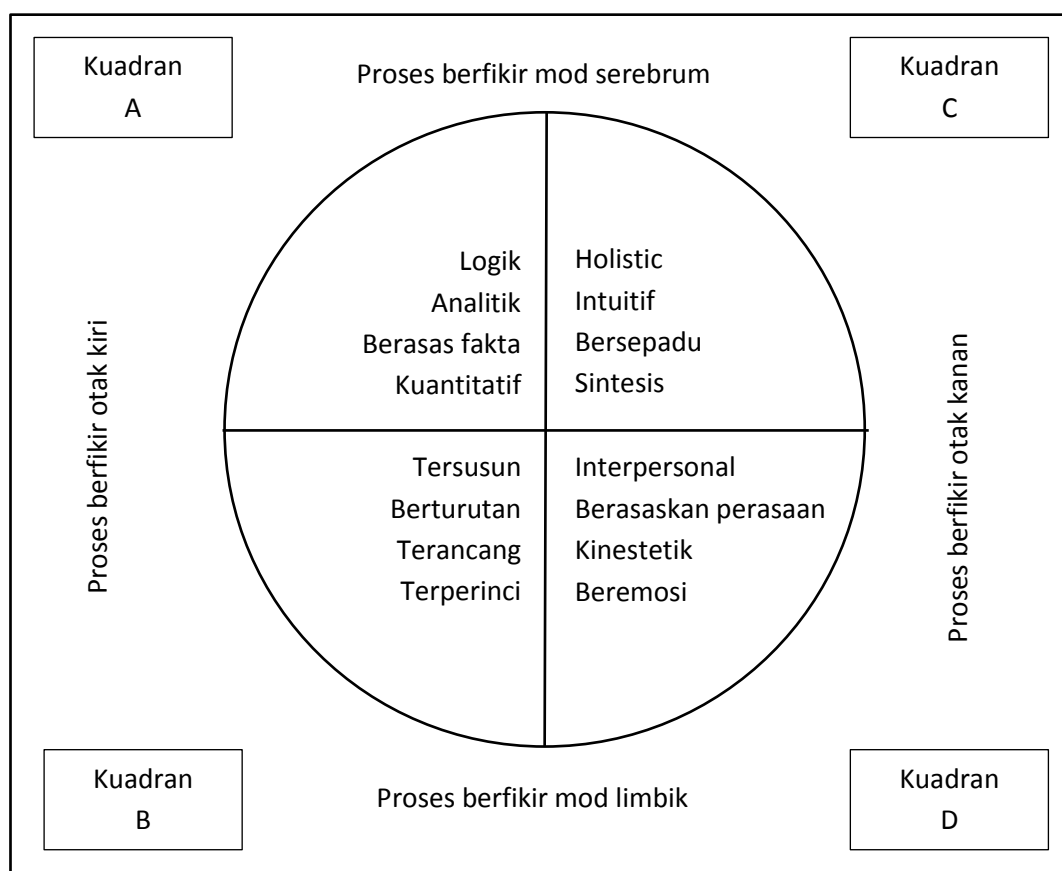 Kuadran
A
Proses berfikir mod serebrum
Kuadran
C
Logik
Analitik
Berasas fakta
Kuantitatif
Holistic
Intuitif
Bersepadu
Sintesis
Proses berfikir otak kiri
Proses berfikir otak kanan
Tersusun
Berturutan
Terancang
Terperinci
Interpersonal
Berasaskan perasaan
Kinestetik
Beremosi
Kuadran
B
Proses berfikir mod limbik
Kuadran
D